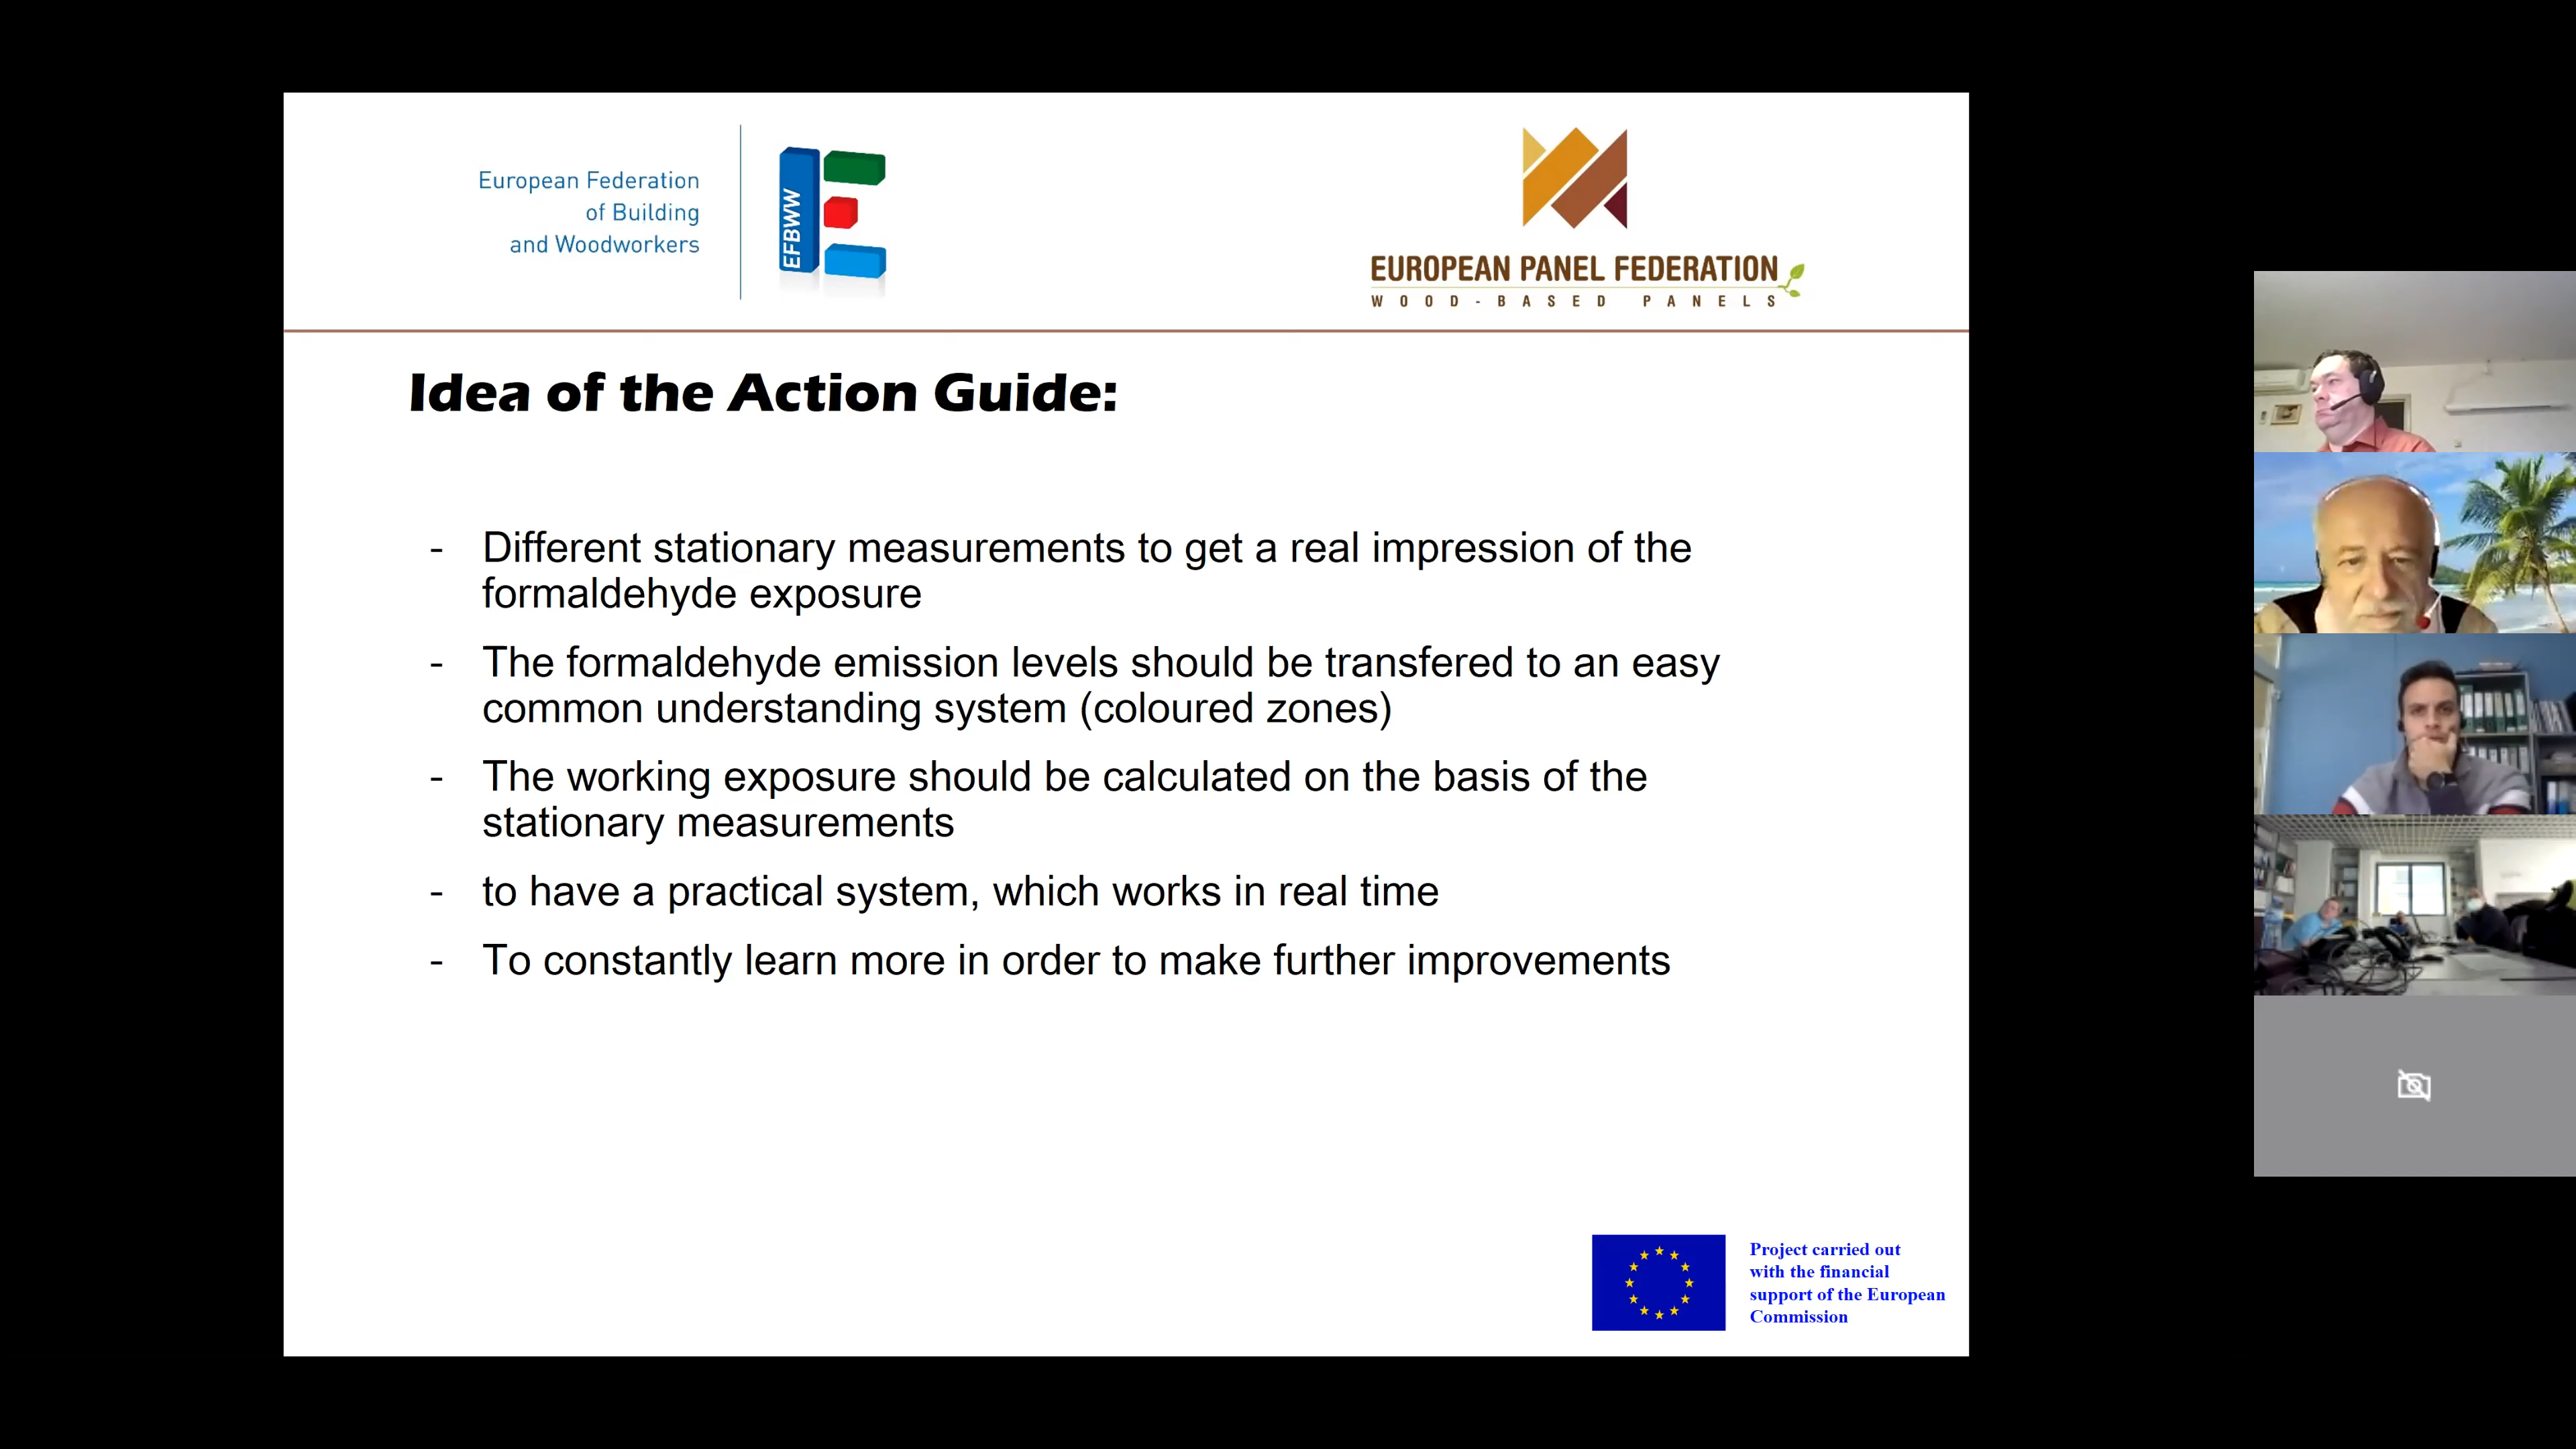 European Federation
of Building
and Woodworkers
EFBWW
EUROPEAN PANEL FEDERATION
WOOD-BASED PANELS
Idea of the Action Guide:
- Different stationary measurements to get a real impression of the
formaldehyde exposure
- The formaldehyde emission levels should be transfered to an easy
common understanding system (coloured zones)
- The working exposure should be calculated on the basis of the
stationary measurements
- to have a practical system, which works in real time
- To constantly learn more in order to make further improvements
Project carried out
with the financial
support of the European
Commission